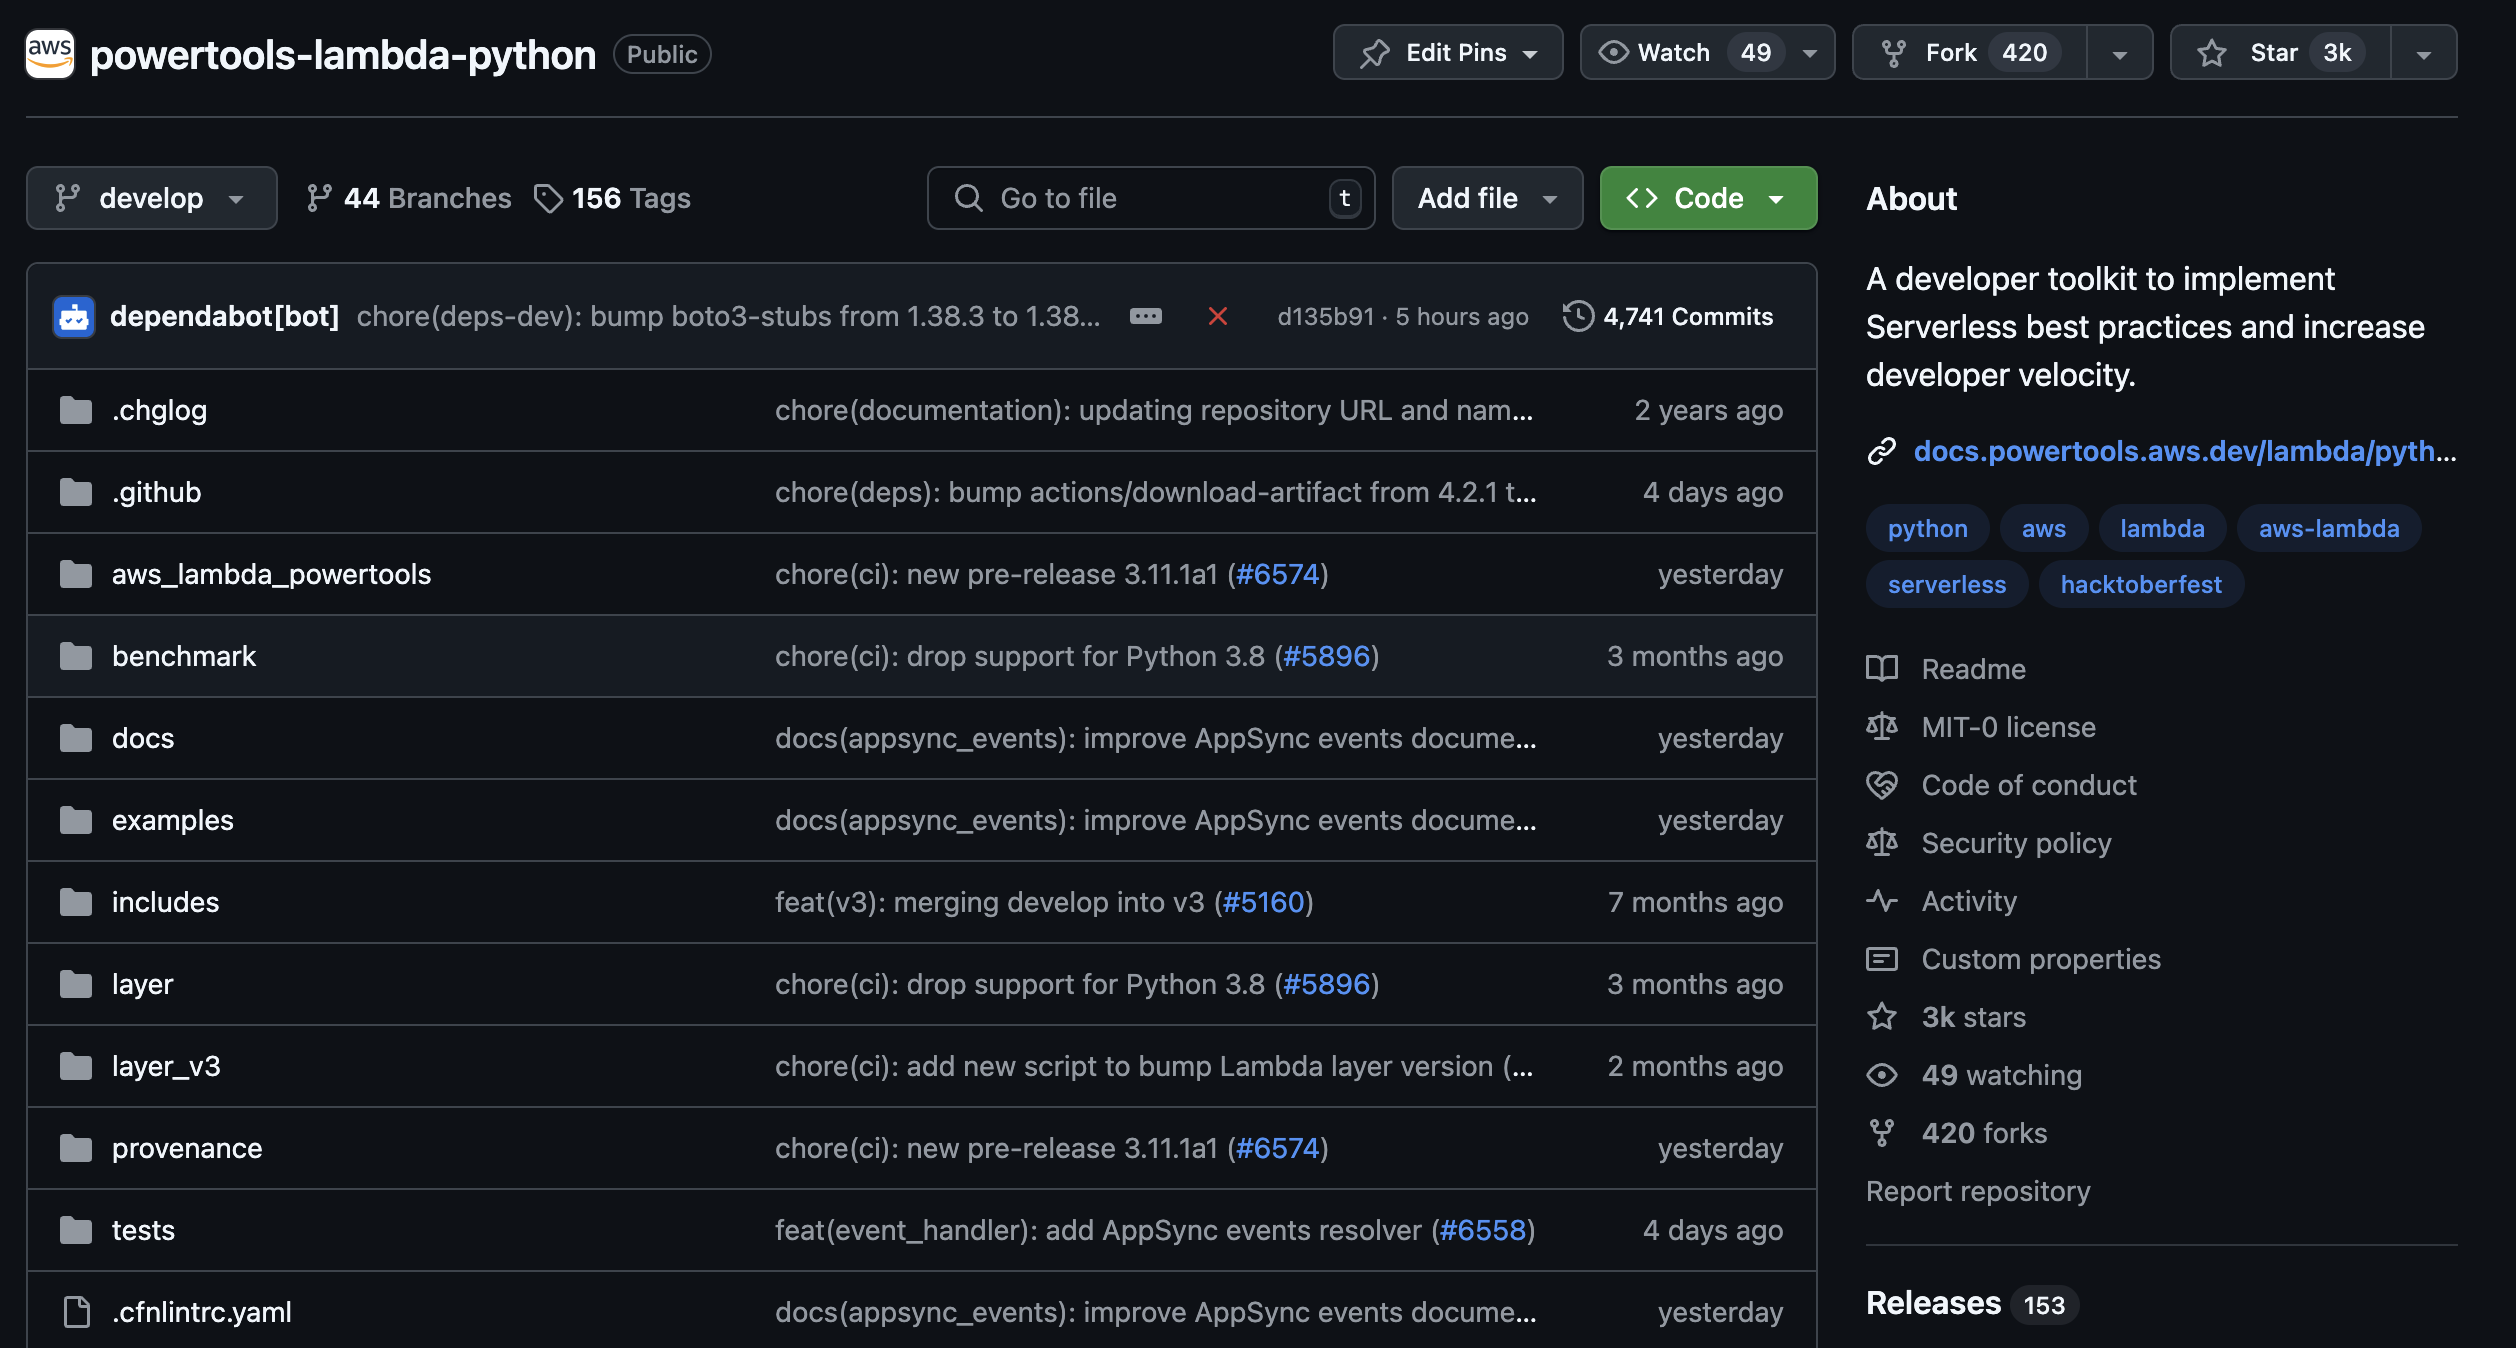 aws powertools-lambda-python Public Edit Pins Watch 49 Fork 420 Star 3k
develop 44 Branches 156 Tags Go to file t Add file Code
dependabot[bot] chore(deps-dev): bump boto3-stubs from 1.38.3 to 1.38... d135b91 · 5 hours ago 4,741 Commits
.chglog chore(documentation): updating repository URL and nam... 2 years ago
.github chore(deps): bump actions/download-artifact from 4.2.1 t... 4 days ago
aws_lambda_powertools chore(ci): new pre-release 3.11.1a1 (#6574) yesterday
benchmark chore(ci): drop support for Python 3.8 (#5896) 3 months ago
docs docs(appsync_events): improve AppSync events docume... yesterday
examples docs(appsync_events): improve AppSync events docume... yesterday
includes feat(v3): merging develop into v3 (#5160) 7 months ago
layer chore(ci): drop support for Python 3.8 (#5896) 3 months ago
layer_v3 chore(ci): add new script to bump Lambda layer version (... 2 months ago
provenance chore(ci): new pre-release 3.11.1a1 (#6574) yesterday
tests feat(event_handler): add AppSync events resolver (#6558) 4 days ago
.cfnlintrc.yaml docs(appsync_events): improve AppSync events docume... yesterday
About
A developer toolkit to implement
Serverless best practices and increase
developer velocity.
docs.powertools.aws.dev/lambda/pyth...
python aws lambda aws-lambda
serverless hacktoberfest
Readme
MIT-0 license
Code of conduct
Security policy
Activity
Custom properties
3k stars
49 watching
420 forks
Report repository
Releases 153